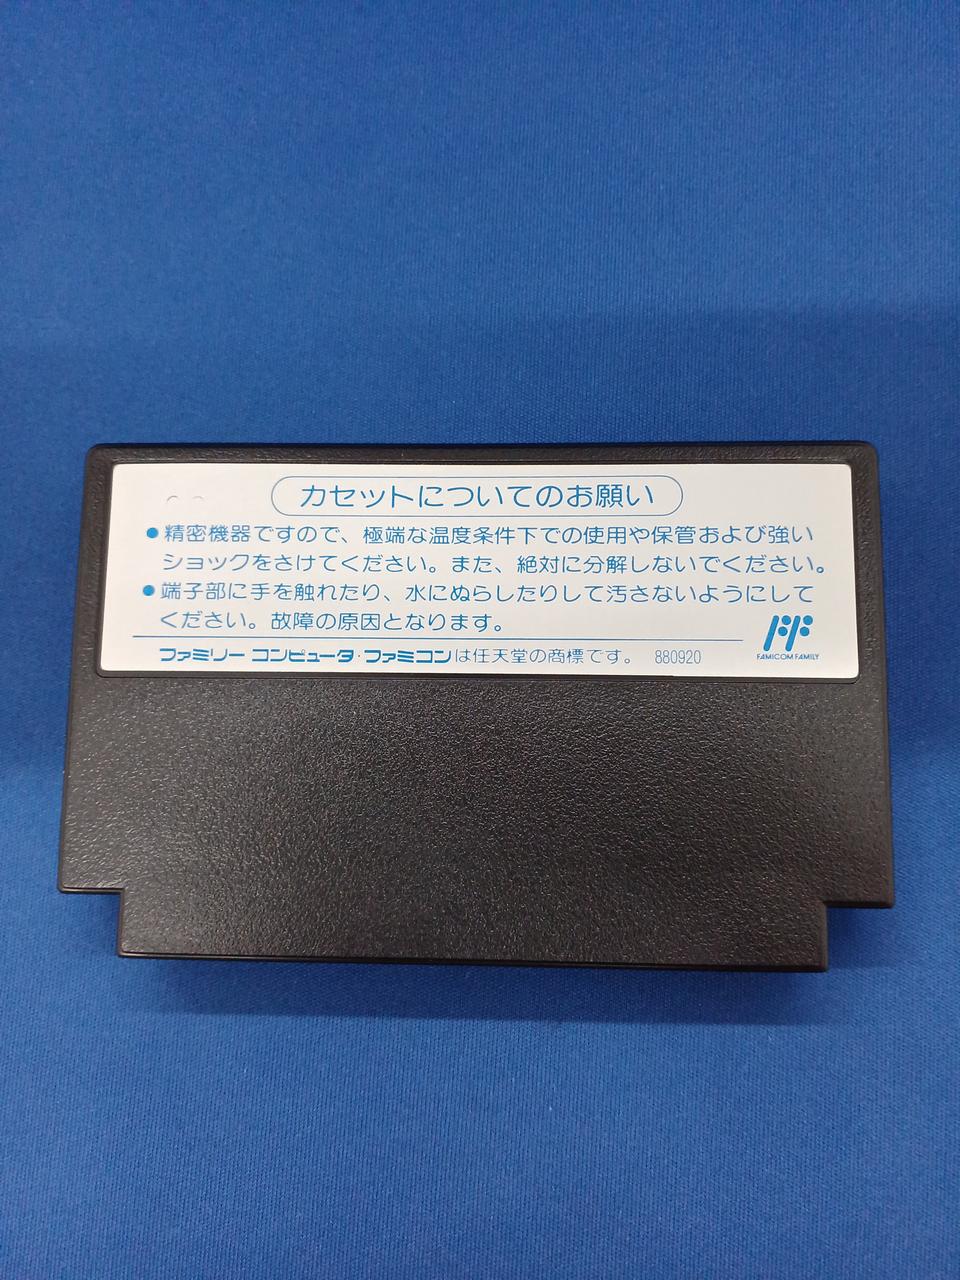 カセットについてのお願い
●精密機器ですので、極端な温度条件下での使用や保管および強い
ショックをさけてください。また、絶対に分解しないでください。
●端子部に手を触れたり、水にぬらしたりして汚さないようにして
ください。故障の原因となります。
ファミリー コンピュータ・ファミコンは任天堂の商標です。 880920
FF
FAMICOM FAMILY